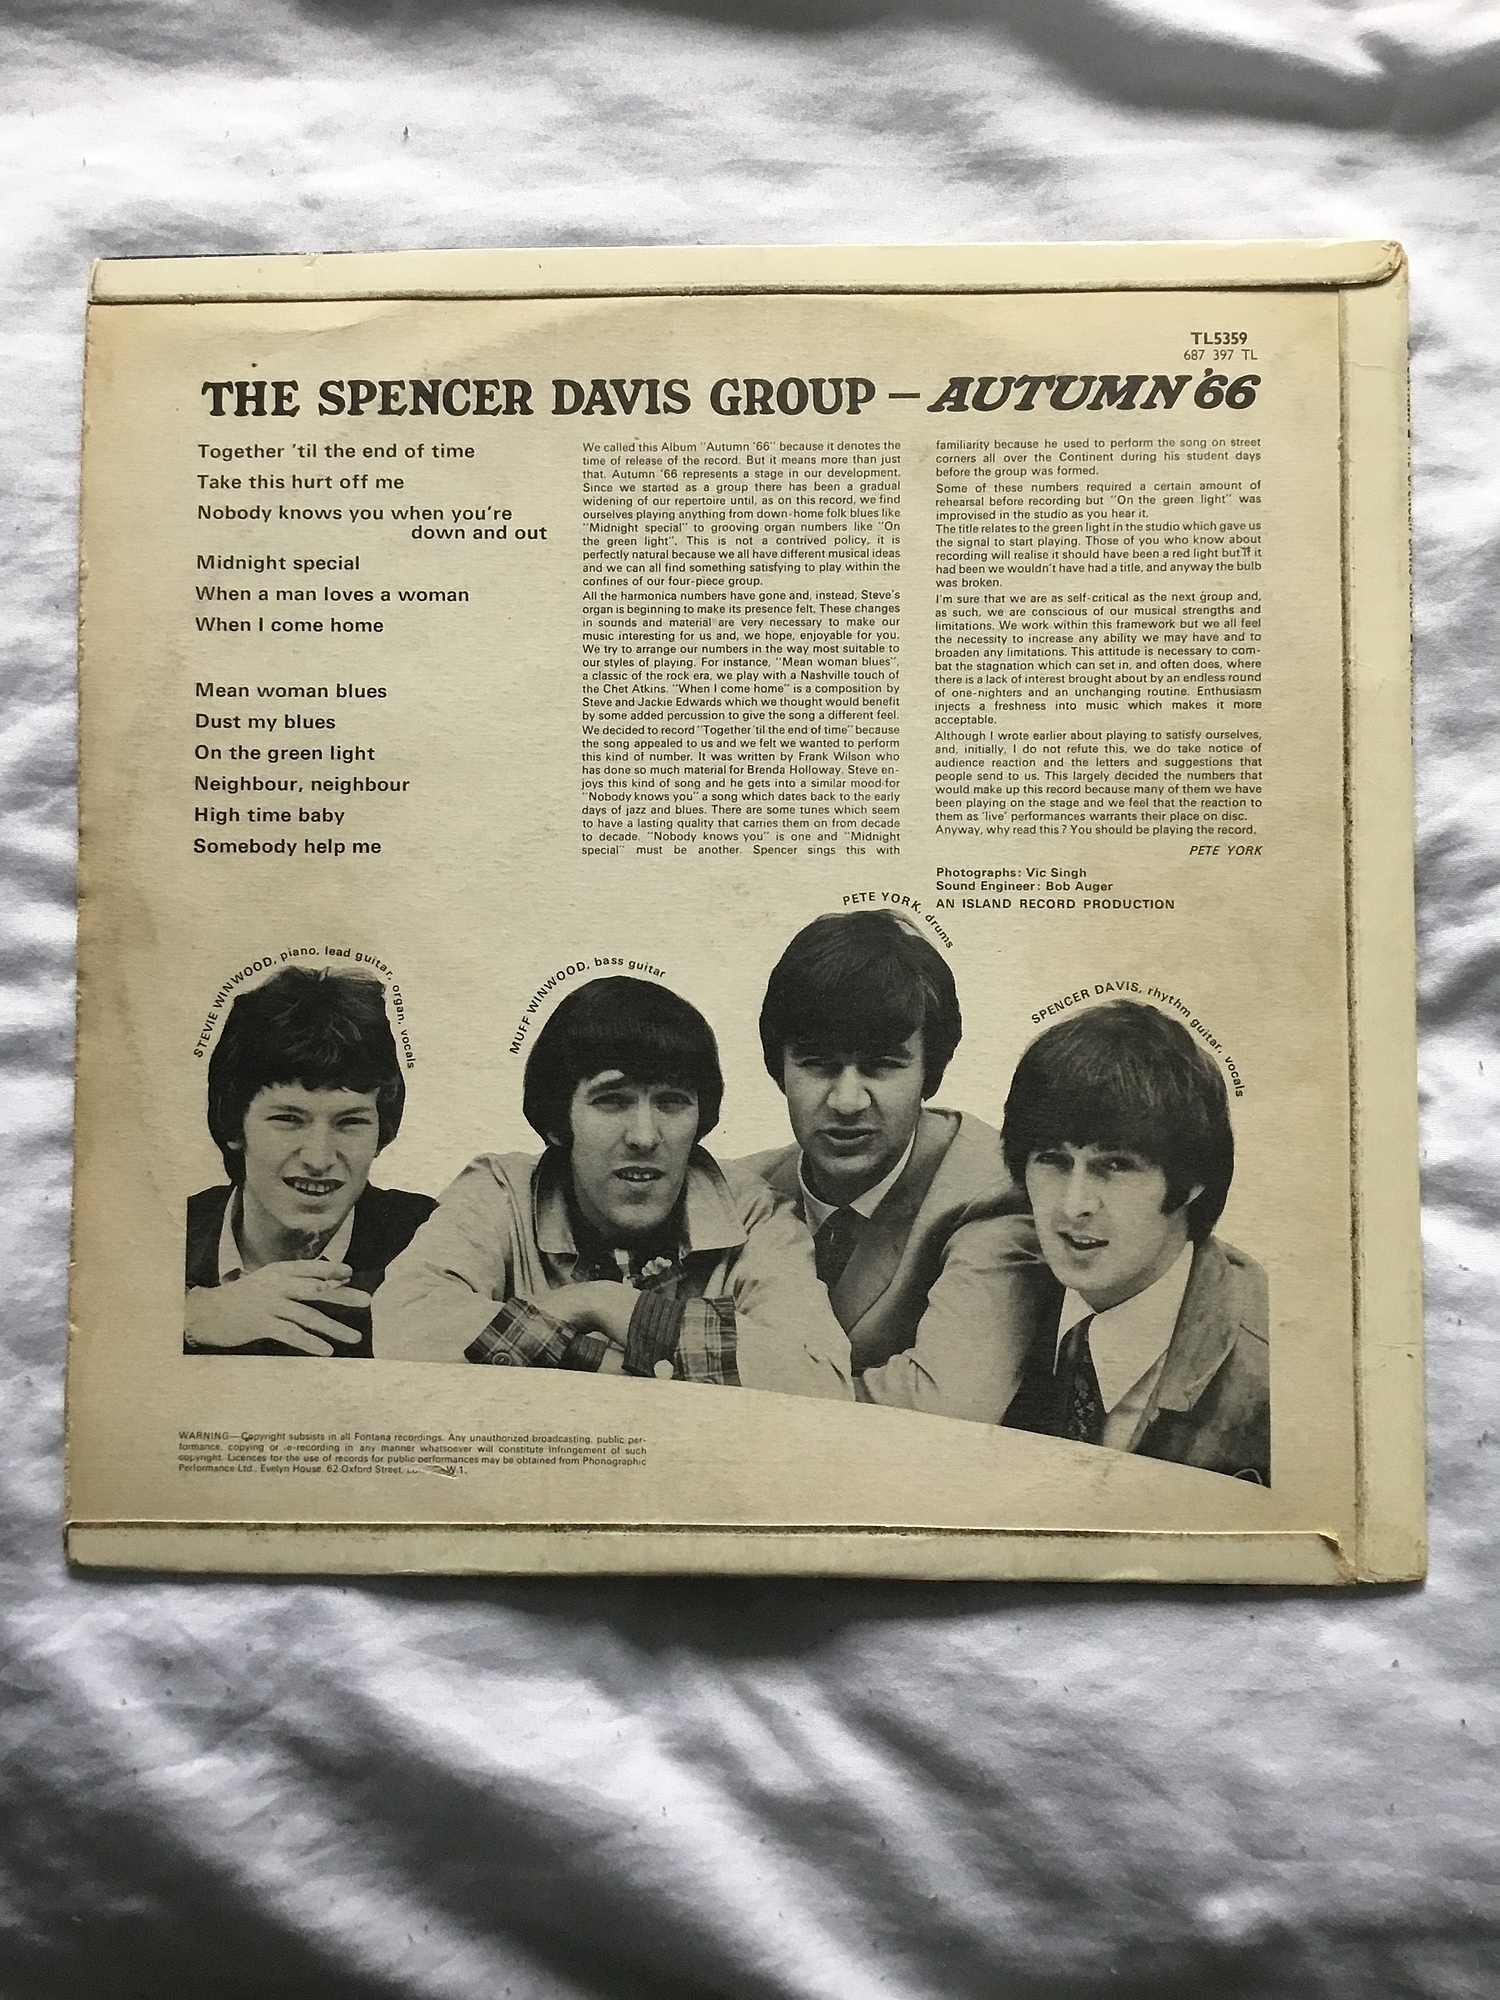 TL5359
687 397 TL
THE SPENCER DAVIS GROUP – AUTUMN '66
Together 'til the end of time
Take this hurt off me
Nobody knows you when you're
down and out
Midnight special
When a man loves a woman
When I come home
Mean woman blues
Dust my blues
On the green light
Neighbour, neighbour
High time baby
Somebody help me
We called this Album "Autumn '66" because it denotes the
time of release of the record. But it means more than just
that. Autumn '66 represents a stage in our development.
Since we started as a group there has been a gradual
widening of our repertoire until, as on this record, we find
ourselves playing anything from down-home folk blues like
"Midnight special" to grooving organ numbers like "On
the green light". This is not a contrived policy, it is
perfectly natural because we all have different musical ideas
and we can all find something satisfying to play within the
confines of our four-piece group.
All the harmonica numbers have gone and, instead, Steve's
organ is beginning to make its presence felt. These changes
in sounds and material are very necessary to make our
music interesting for us and, we hope, enjoyable for you.
We try to arrange our numbers in the way most suitable to
our styles of playing. For instance, "Mean woman blues",
a classic of the rock era, we play with a Nashville touch of
the Chet Atkins. "When I come home" is a composition by
Steve and Jackie Edwards which we thought would benefit
by some added percussion to give the song a different feel.
We decided to record "Together 'til the end of time" because
the song appealed to us and we felt we wanted to perform
this kind of number. It was written by Frank Wilson who
has done so much material for Brenda Holloway. Steve en-
joys this kind of song and he gets into a similar mood for
"Nobody knows you" a song which dates back to the early
days of jazz and blues. There are some tunes which seem
to have a lasting quality that carries them on from decade
to decade. "Nobody knows you" is one and "Midnight
special" must be another. Spencer sings this with
familiarity because he used to perform the song on street
corners all over the Continent during his student days
before the group was formed.
Some of these numbers required a certain amount of
rehearsal before recording but "On the green light" was
improvised in the studio as you hear it.
The title relates to the green light in the studio which gave us
the signal to start playing. Those of you who know about
recording will realise it should have been a red light but if it
had been we wouldn't have had a title, and anyway the bulb
was broken.
I'm sure that we are as self-critical as the next group and,
as such, we are conscious of our musical strengths and
limitations. We work within this framework but we all feel
the necessity to increase any ability we may have and to
broaden any limitations. This attitude is necessary to com-
bat the stagnation which can set in, and often does, where
there is a lack of interest brought about by an endless round
of one-nighters and an unchanging routine. Enthusiasm
injects a freshness into music which makes it more
acceptable.
Although I wrote earlier about playing to satisfy ourselves,
and, initially, I do not refute this, we do take notice of
audience reaction and the letters and suggestions that
people send to us. This largely decided the numbers that
would make up this record because many of them we have
been playing on the stage and we feel that the reaction to
them as 'live' performances warrants their place on disc.
Anyway, why read this? You should be playing the record.
PETE YORK
Photographs: Vic Singh
Sound Engineer: Bob Auger
AN ISLAND RECORD PRODUCTION
STEVIE WINWOOD, piano, lead guitar, organ, vocals
MUFF WINWOOD, bass guitar
PETE YORK, drums
SPENCER DAVIS, rhythm guitar, vocals
WARNING—Copyright subsists in all Fontana recordings. Any unauthorized broadcasting, public per-
formance, copying or re-recording in any manner whatsoever will constitute infringement of such
copyright. Licences for the use of records for public performances may be obtained from Phonographic
Performance Ltd., Evelyn House, 62 Oxford Street, W.1.